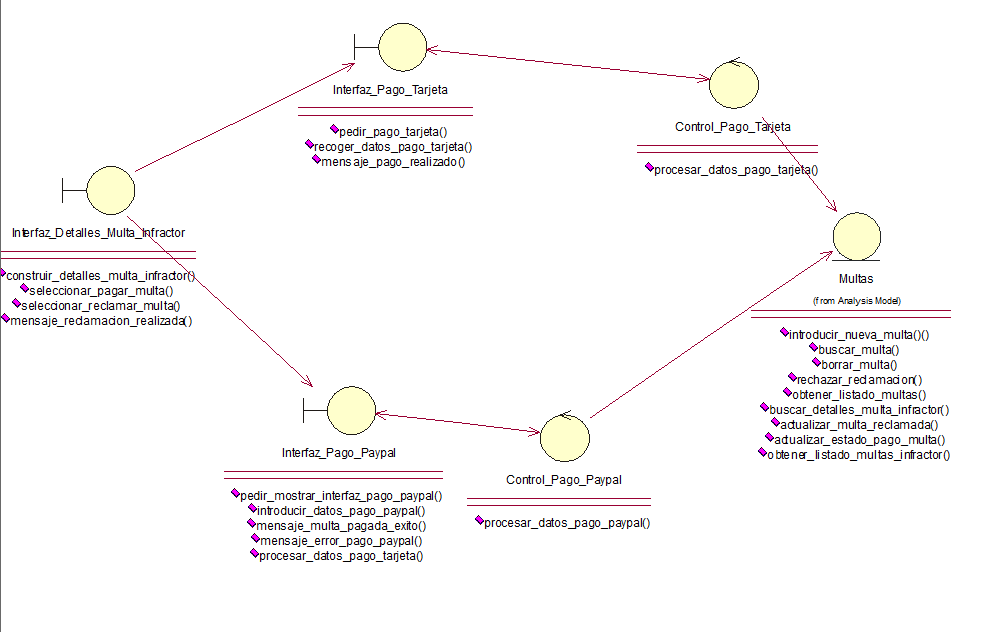 Interfaz_Pago_Tarjeta
pedir_pago_tarjeta()
recoger_datos_pago_tarjeta()
mensaje_pago_realizado()
Control_Pago_Tarjeta
procesar_datos_pago_tarjeta()
Interfaz_Detalles_Multa_Infractor
construir_detalles_multa_infractor()
seleccionar_pagar_multa()
seleccionar_reclamar_multa()
mensaje_reclamacion_realizada()
Multas
(from Analysis Model)
introducir_nueva_multa()()
buscar_multa()
borrar_multa()
rechazar_reclamacion()
obtener_listado_multas()
buscar_detalles_multa_infractor()
actualizar_multa_reclamada()
actualizar_estado_pago_multa()
obtener_listado_multas_infractor()
Interfaz_Pago_Paypal
pedir_mostrar_interfaz_pago_paypal()
introducir_datos_pago_paypal()
mensaje_multa_pagada_exito()
mensaje_error_pago_paypal()
procesar_datos_pago_tarjeta()
Control_Pago_Paypal
procesar_datos_pago_paypal()